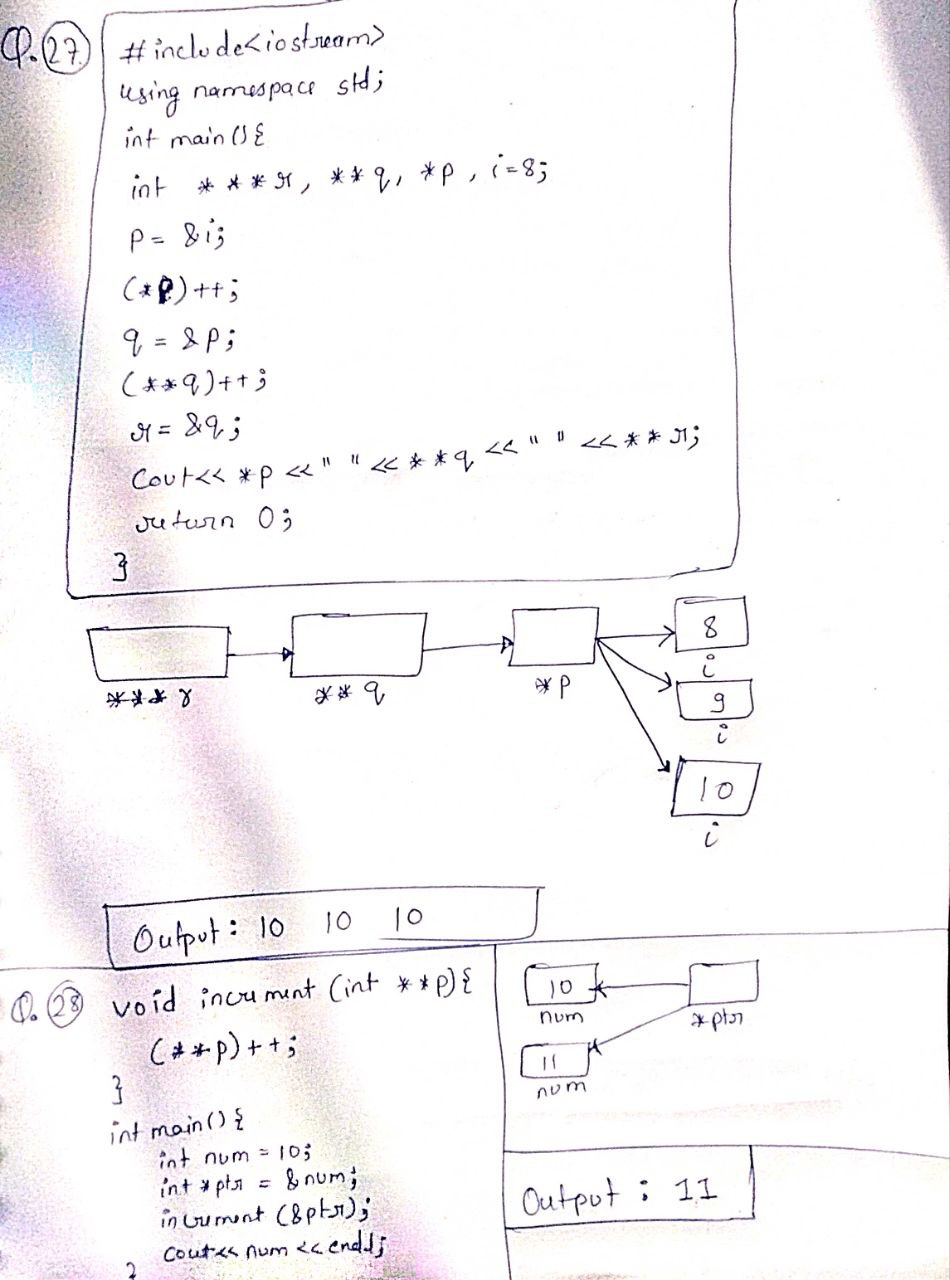 Q. 27
#include<iostream>
using namespace std;
int main(){
int ***r, **q, *p, i=8;
p= &i;
(*p)++;
q = &p;
(**q)++;
r= &q;
Cout<< *p <<" "<< **q <<" " << **r;
return 0;
}
8
i
***r **q *p
9
i
10
i
Output: 10 10 10
Q. 28 void increment (int **p){
(**p)++;
}
int main(){
int num = 10;
int *ptr = &num;
increment (&ptr);
cout<< num << endl;
}
10
num *ptr
11
num
Output : 11